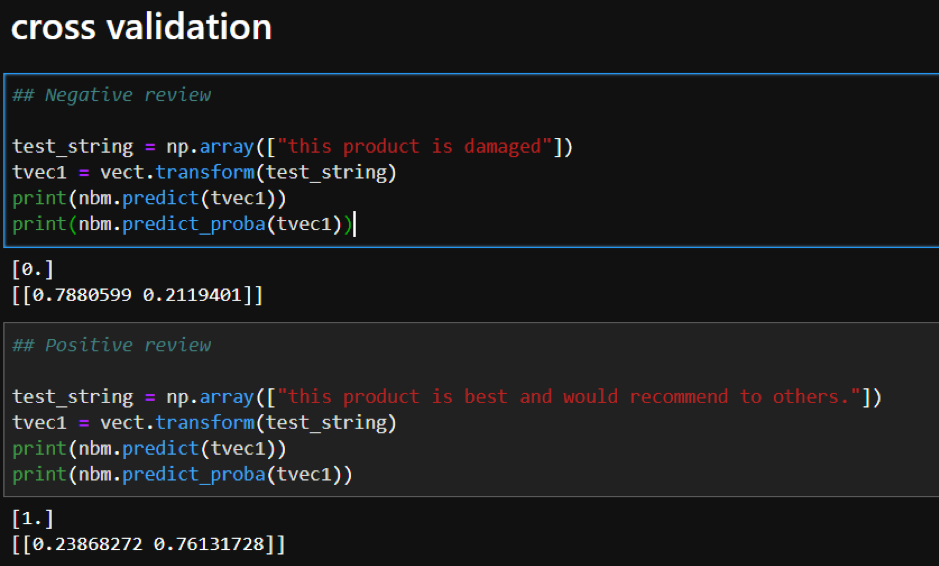 cross validation
## Negative review
test_string = np.array(["this product is damaged"])
tvec1 = vect.transform(test_string)
print(nbm.predict(tvec1))
print(nbm.predict_proba(tvec1))
[0.]
[[0.7880599 0.2119401]]
## Positive review
test_string = np.array(["this product is best and would recommend to others."])
tvec1 = vect.transform(test_string)
print(nbm.predict(tvec1))
print(nbm.predict_proba(tvec1))
[1.]
[[0.23868272 0.76131728]]